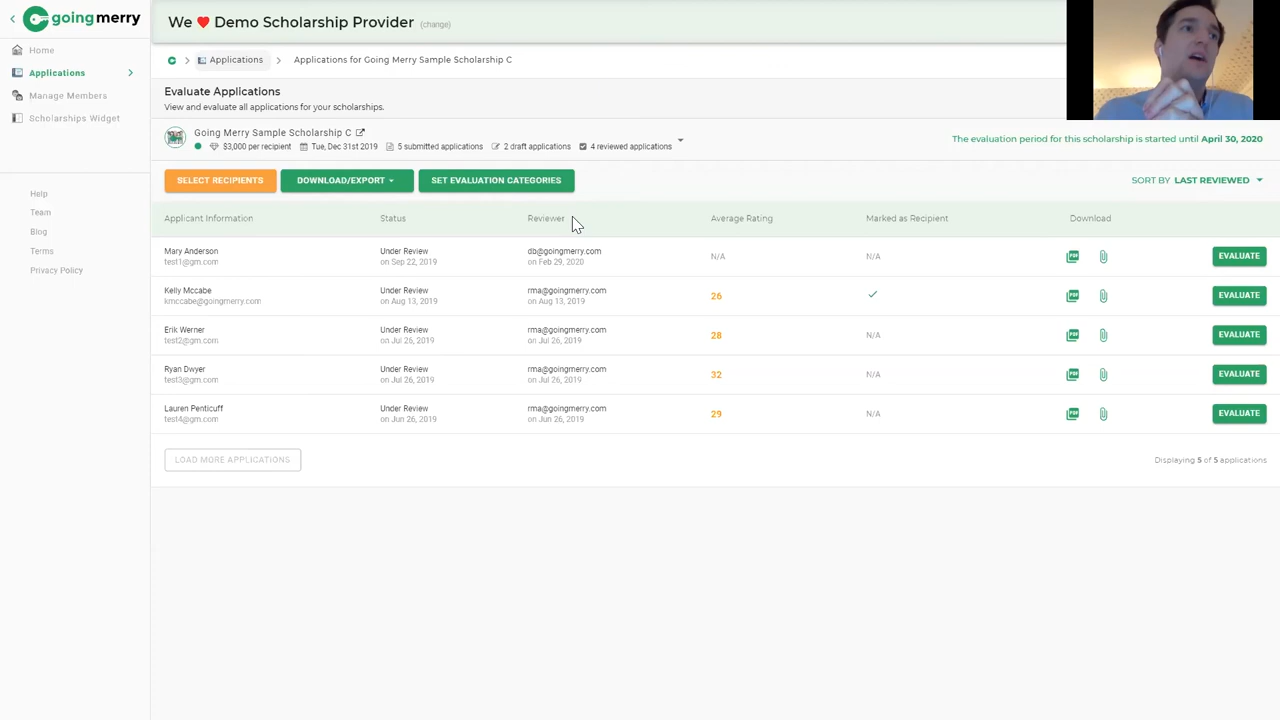 goingmerry
We ❤ Demo Scholarship Provider (change)
Home
Applications
Manage Members
Scholarships Widget
Help
Team
Blog
Terms
Privacy Policy
Applications Applications for Going Merry Sample Scholarship C
Evaluate Applications
View and evaluate all applications for your scholarships.
Going Merry Sample Scholarship C
$3,000 per recipient Tue, Dec 31st 2019 5 submitted applications 2 draft applications 4 reviewed applications
The evaluation period for this scholarship is started until April 30, 2020
SELECT RECIPIENTS DOWNLOAD/EXPORT SET EVALUATION CATEGORIES SORT BY LAST REVIEWED
Applicant Information Status Reviewer Average Rating Marked as Recipient Download
Mary Anderson Under Review db@goingmerry.com N/A N/A PDF EVALUATE
test1@gm.com on Sep 22, 2019 on Feb 29, 2020
Kelly Mccabe Under Review rma@goingmerry.com 26 PDF EVALUATE
kmccabe@goingmerry.com on Aug 13, 2019 on Aug 13, 2019
Erik Werner Under Review rma@goingmerry.com 28 N/A PDF EVALUATE
test2@gm.com on Jul 26, 2019 on Jul 26, 2019
Ryan Dwyer Under Review rma@goingmerry.com 32 N/A PDF EVALUATE
test3@gm.com on Jul 26, 2019 on Jul 26, 2019
Lauren Penticuff Under Review rma@goingmerry.com 29 N/A PDF EVALUATE
test4@gm.com on Jun 26, 2019 on Jun 26, 2019
LOAD MORE APPLICATIONS Displaying 5 of 5 applications